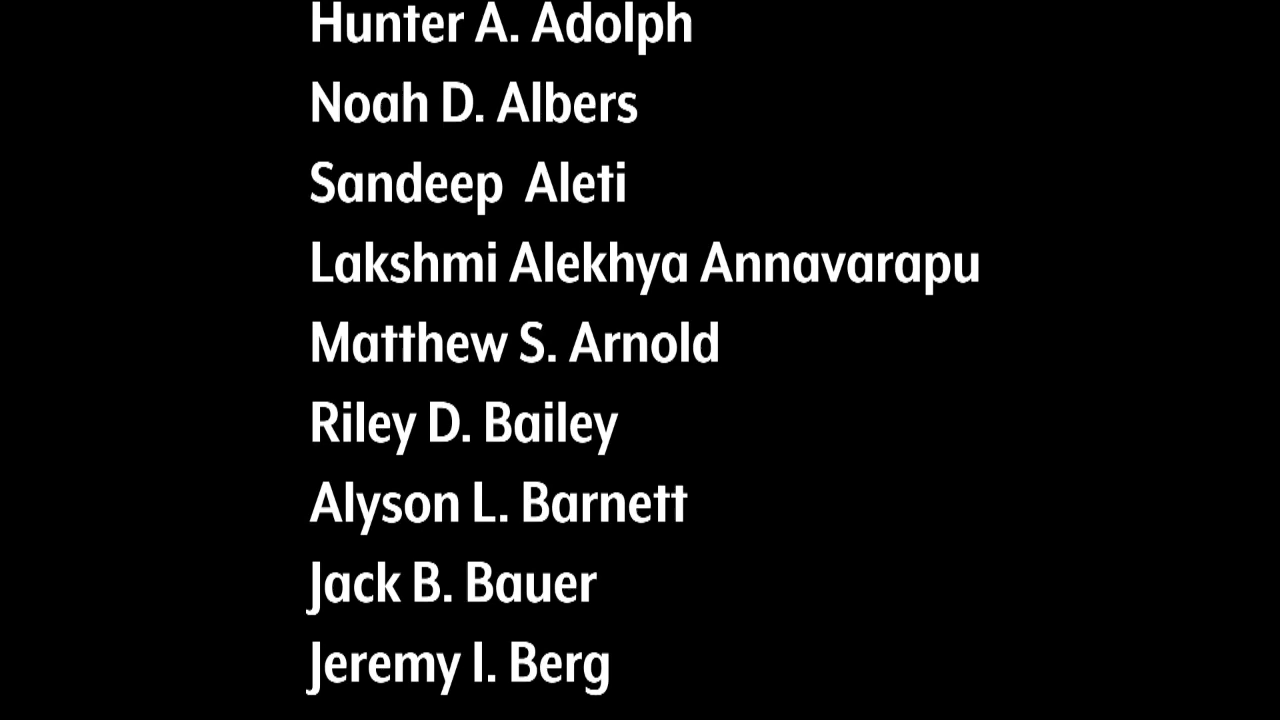 Hunter A. Adolph
Noah D. Albers
Sandeep  Aleti
Lakshmi Alekhya Annavarapu
Matthew S. Arnold
Riley D. Bailey
Alyson L. Barnett
Jack B. Bauer
Jeremy I. Berg